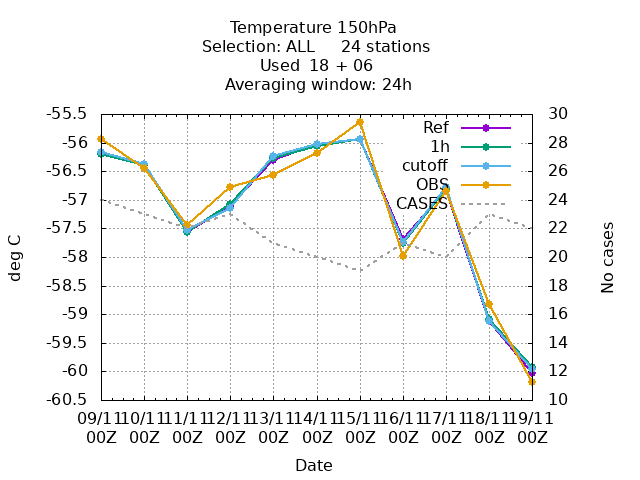 Temperature 150hPa
Selection: ALL 24 stations
Used 18 + 06
Averaging window: 24h
-55.5
-56
-56.5
-57
-57.5
-58
-58.5
-59
-59.5
-60
-60.5
deg C
Ref
1h
cutoff
OBS
CASES
30
28
26
24
22
20
18
16
14
12
10
No cases
09/11 10/11 11/11 12/11 13/11 14/11 15/11 16/11 17/11 18/11 19/11
00Z 00Z 00Z 00Z 00Z 00Z 00Z 00Z 00Z 00Z 00Z
Date